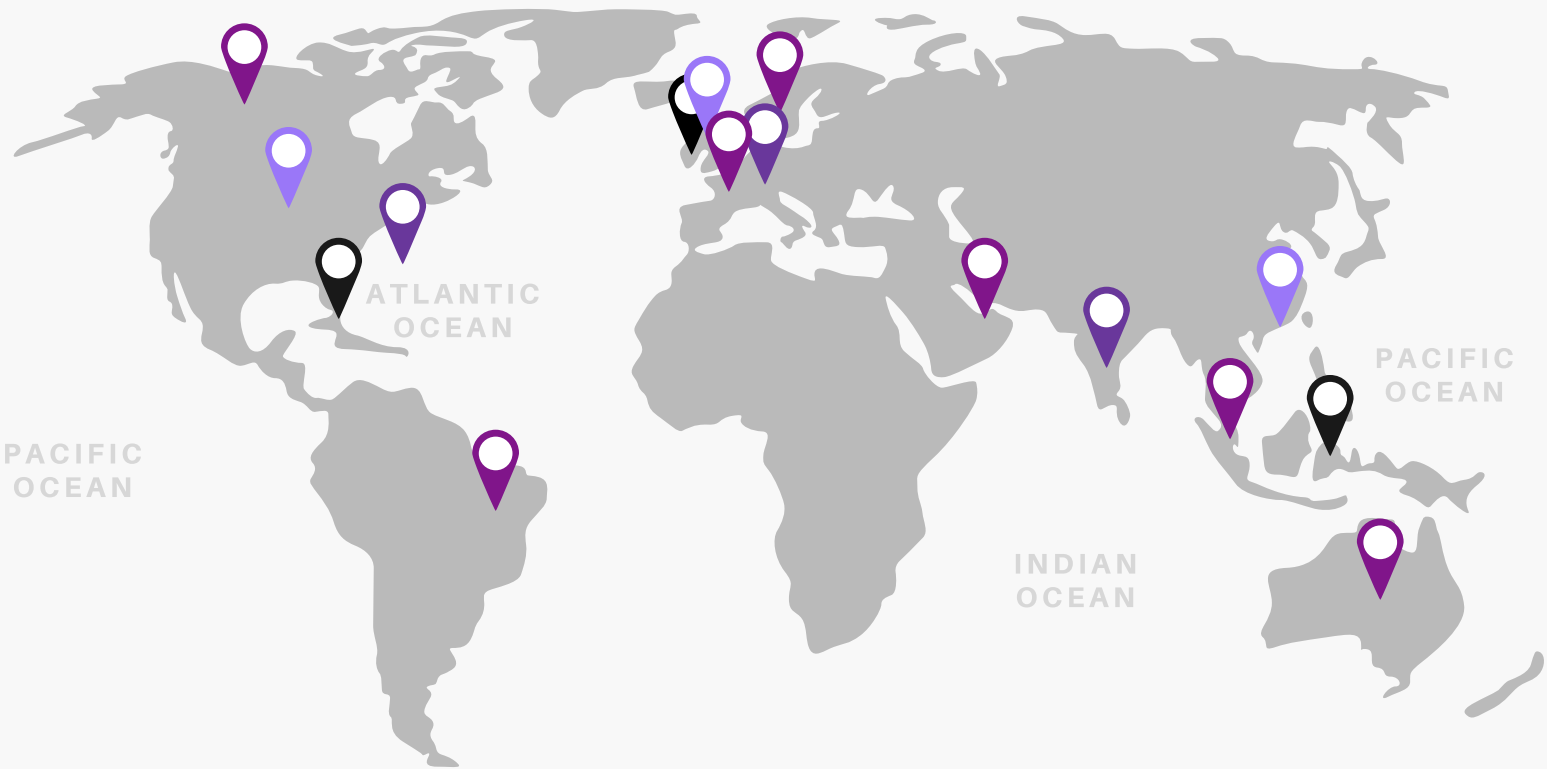 ATLANTIC
OCEAN
PACIFIC
OCEAN
PACIFIC
OCEAN
INDIAN
OCEAN